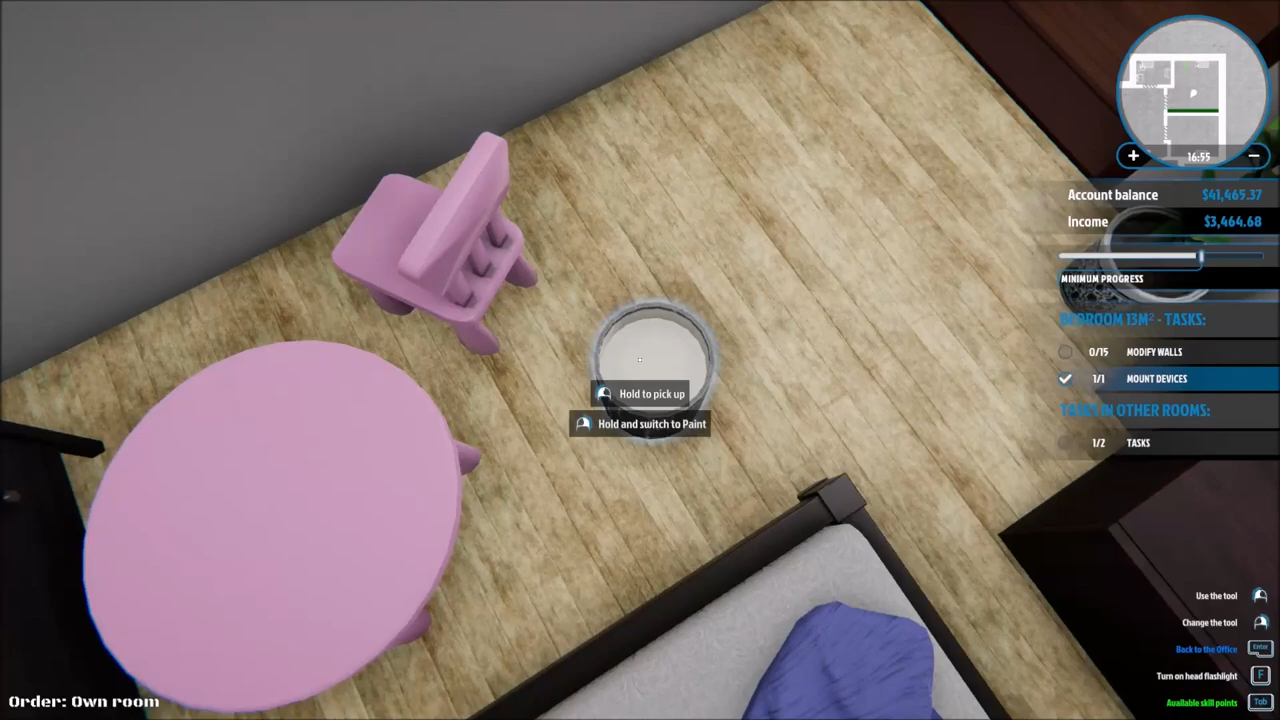 16:55
Account balance $41,465.37
Income $3,464.68
MINIMUM PROGRESS
BEDROOM 13M² - TASKS:
0/15 MODIFY WALLS
1/1 MOUNT DEVICES
TASKS IN OTHER ROOMS:
1/2 TASKS
Hold to pick up
Hold and switch to Paint
Use the tool
Change the tool
Back to the Office Enter
Turn on head flashlight F
Available skill points Tab
Order: Own room